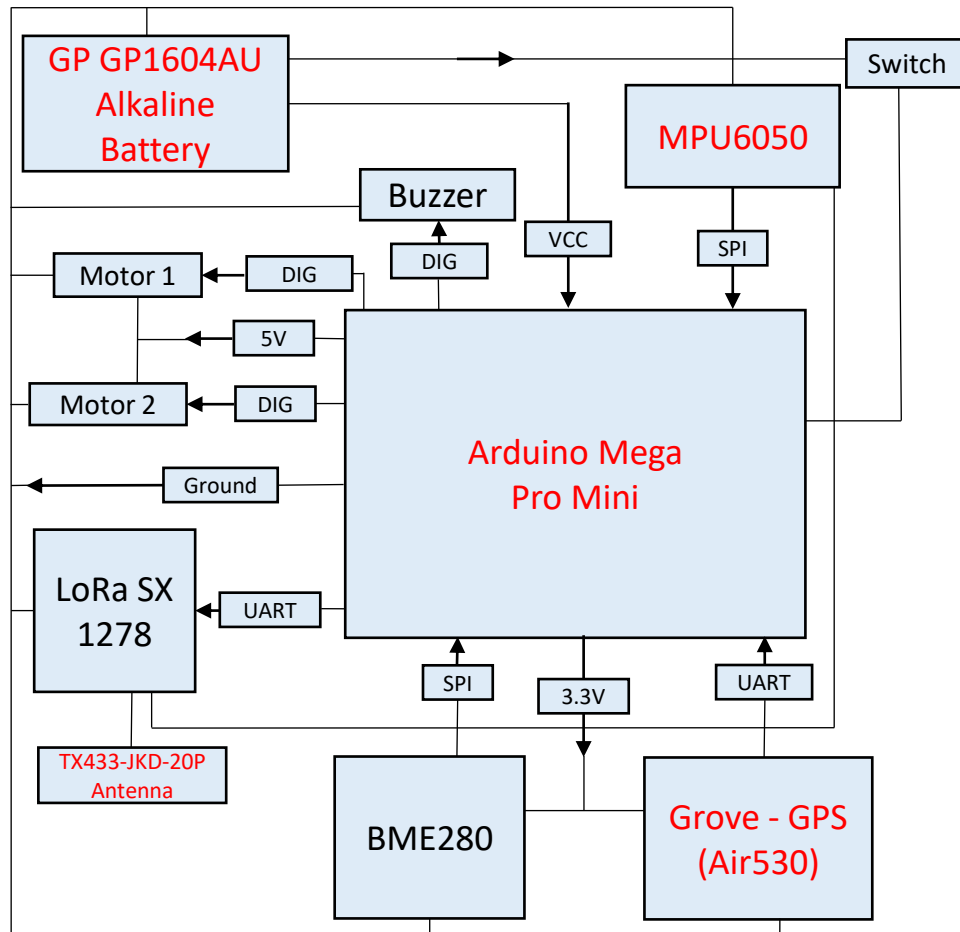 GP GP1604AU
Alkaline
Battery
Switch
MPU6050
Buzzer
VCC
SPI
DIG
Motor 1
DIG
5V
Motor 2
DIG
Arduino Mega
Pro Mini
Ground
LoRa SX
1278
UART
SPI
3.3V
UART
TX433-JKD-20P
Antenna
BME280
Grove - GPS
(Air530)